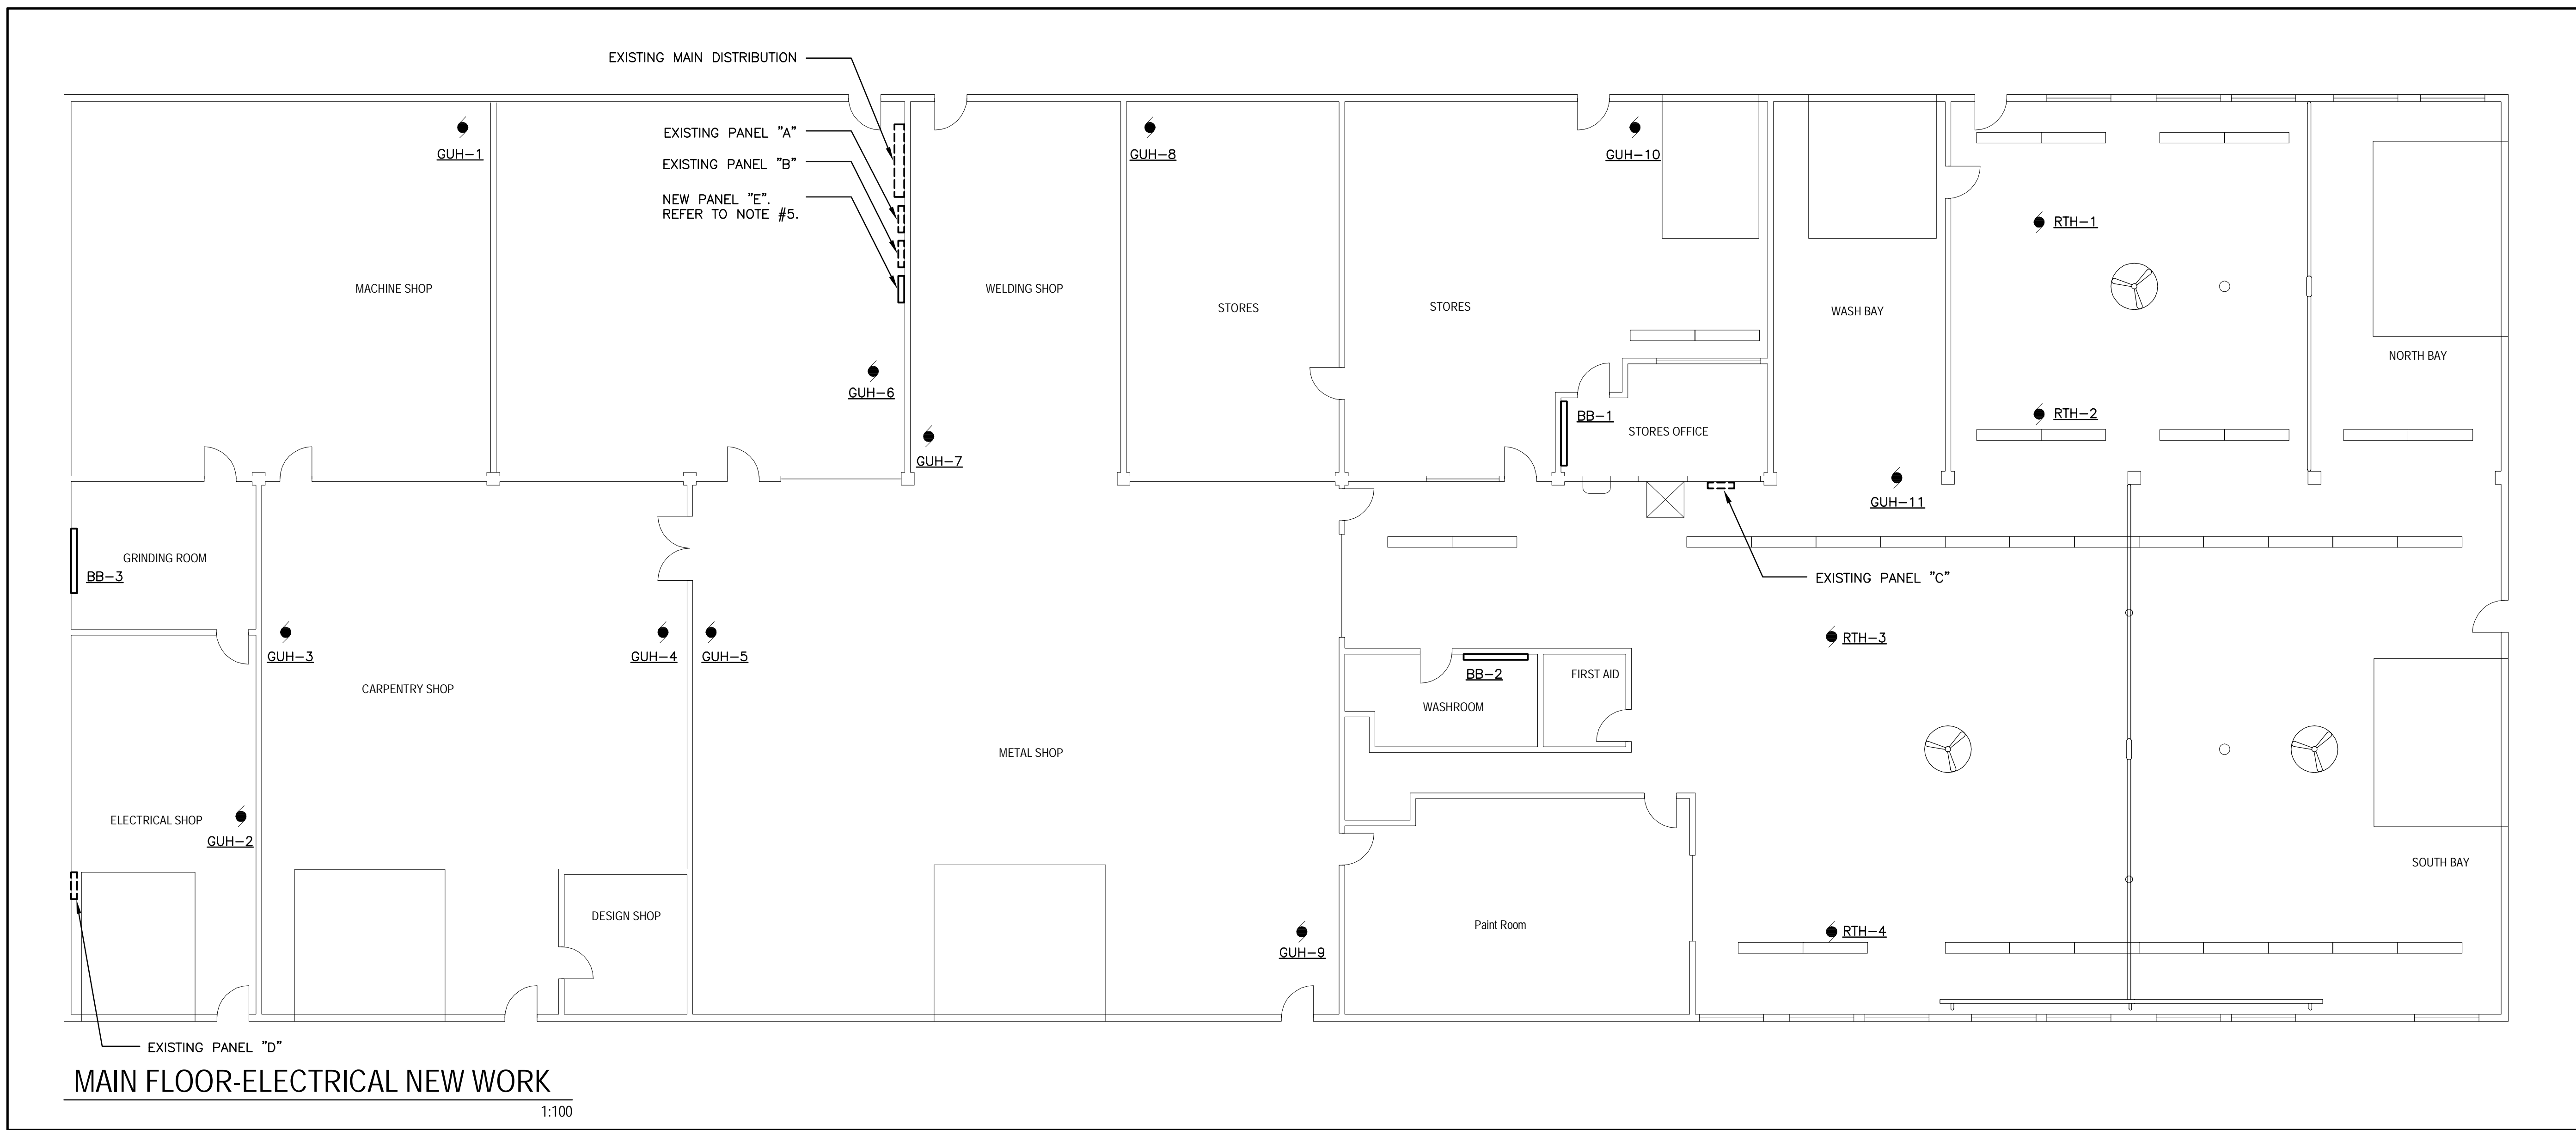 EXISTING MAIN DISTRIBUTION
EXISTING PANEL "A"
EXISTING PANEL "B"
NEW PANEL "E".
REFER TO NOTE #5.
GUH-1
GUH-8
GUH-10
RTH-1
MACHINE SHOP
WELDING SHOP
STORES
STORES
WASH BAY
NORTH BAY
GUH-6
BB-1
RTH-2
STORES OFFICE
GUH-7
GUH-11
GRINDING ROOM
BB-3
EXISTING PANEL "C"
GUH-3
GUH-4
GUH-5
RTH-3
CARPENTRY SHOP
BB-2
FIRST AID
WASHROOM
METAL SHOP
ELECTRICAL SHOP
GUH-2
SOUTH BAY
DESIGN SHOP
Paint Room
GUH-9
RTH-4
EXISTING PANEL "D"
MAIN FLOOR-ELECTRICAL NEW WORK
1:100